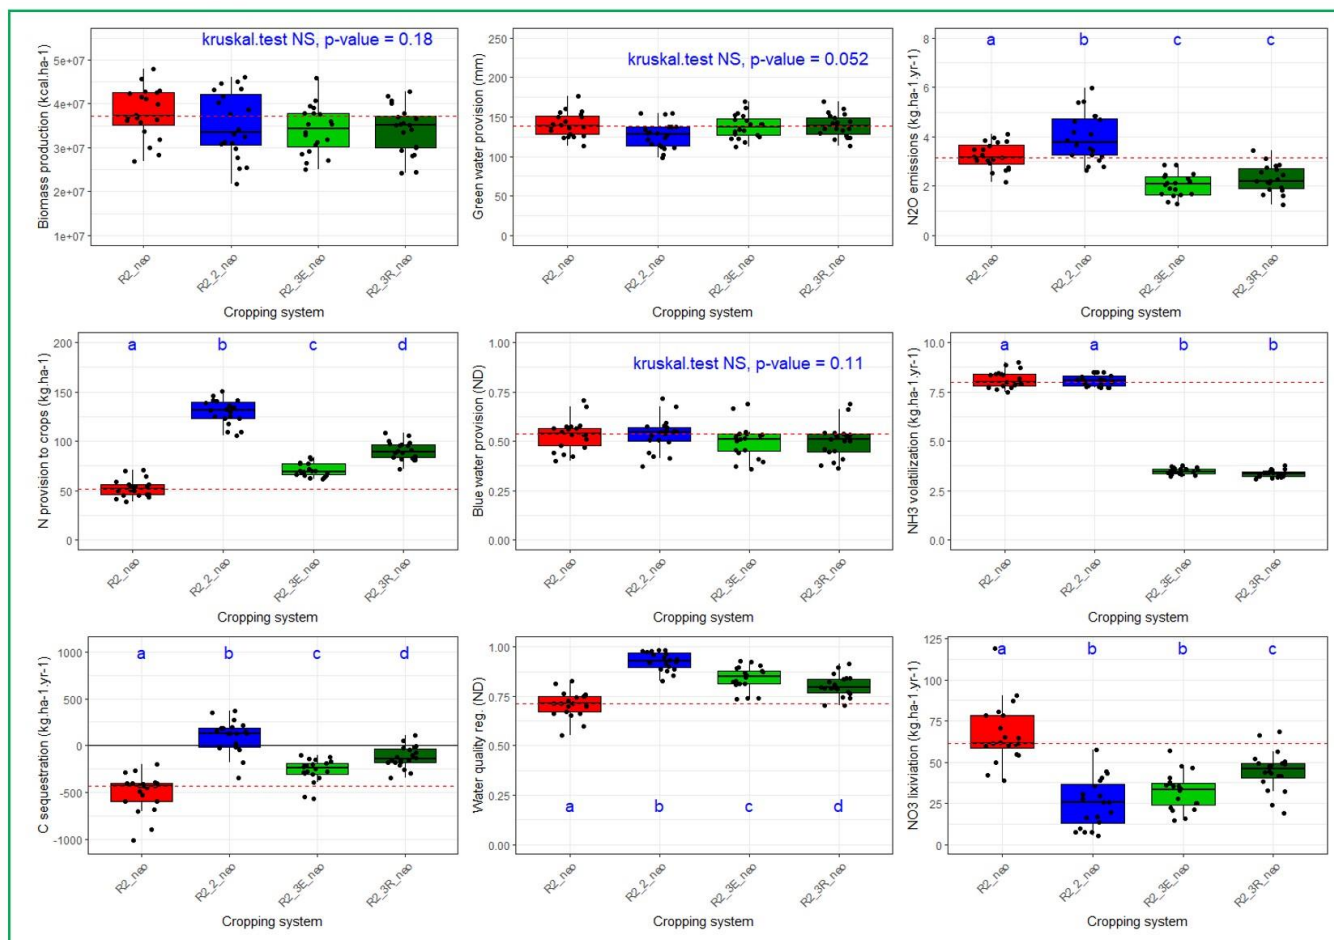 kruskal.test NS, p-value = 0.18
Biomass production (kcal.ha-1)
5e+07
4e+07
3e+07
2e+07
1e+07
R2_neo
R2_2_neo
R2_3E_neo
R2_3R_neo
Cropping system
kruskal.test NS, p-value = 0.052
Green water provision (mm)
250
200
150
100
50
0
R2_neo
R2_2_neo
R2_3E_neo
R2_3R_neo
Cropping system
a b c c
N2O emissions (kg.ha-1.yr-1)
8
6
4
2
0
R2_neo
R2_2_neo
R2_3E_neo
R2_3R_neo
Cropping system
a b c d
N provision to crops (kg.ha-1)
200
150
100
50
0
R2_neo
R2_2_neo
R2_3E_neo
R2_3R_neo
Cropping system
kruskal.test NS, p-value = 0.11
Blue water provision (ND)
1.00
0.75
0.50
0.25
0.00
R2_neo
R2_2_neo
R2_3E_neo
R2_3R_neo
Cropping system
a a b b
NH3 volatilization (kg.ha-1.yr-1)
10.0
7.5
5.0
2.5
0.0
R2_neo
R2_2_neo
R2_3E_neo
R2_3R_neo
Cropping system
a b c d
C sequestration (kg.ha-1.yr-1)
1000
500
0
-500
-1000
R2_neo
R2_2_neo
R2_3E_neo
R2_3R_neo
Cropping system
Water quality reg. (ND)
1.00
0.75
0.50
0.25
0.00
a b c d
R2_neo
R2_2_neo
R2_3E_neo
R2_3R_neo
Cropping system
a b b c
NO3 lixiviation (kg.ha-1.yr-1)
125
100
75
50
25
0
R2_neo
R2_2_neo
R2_3E_neo
R2_3R_neo
Cropping system